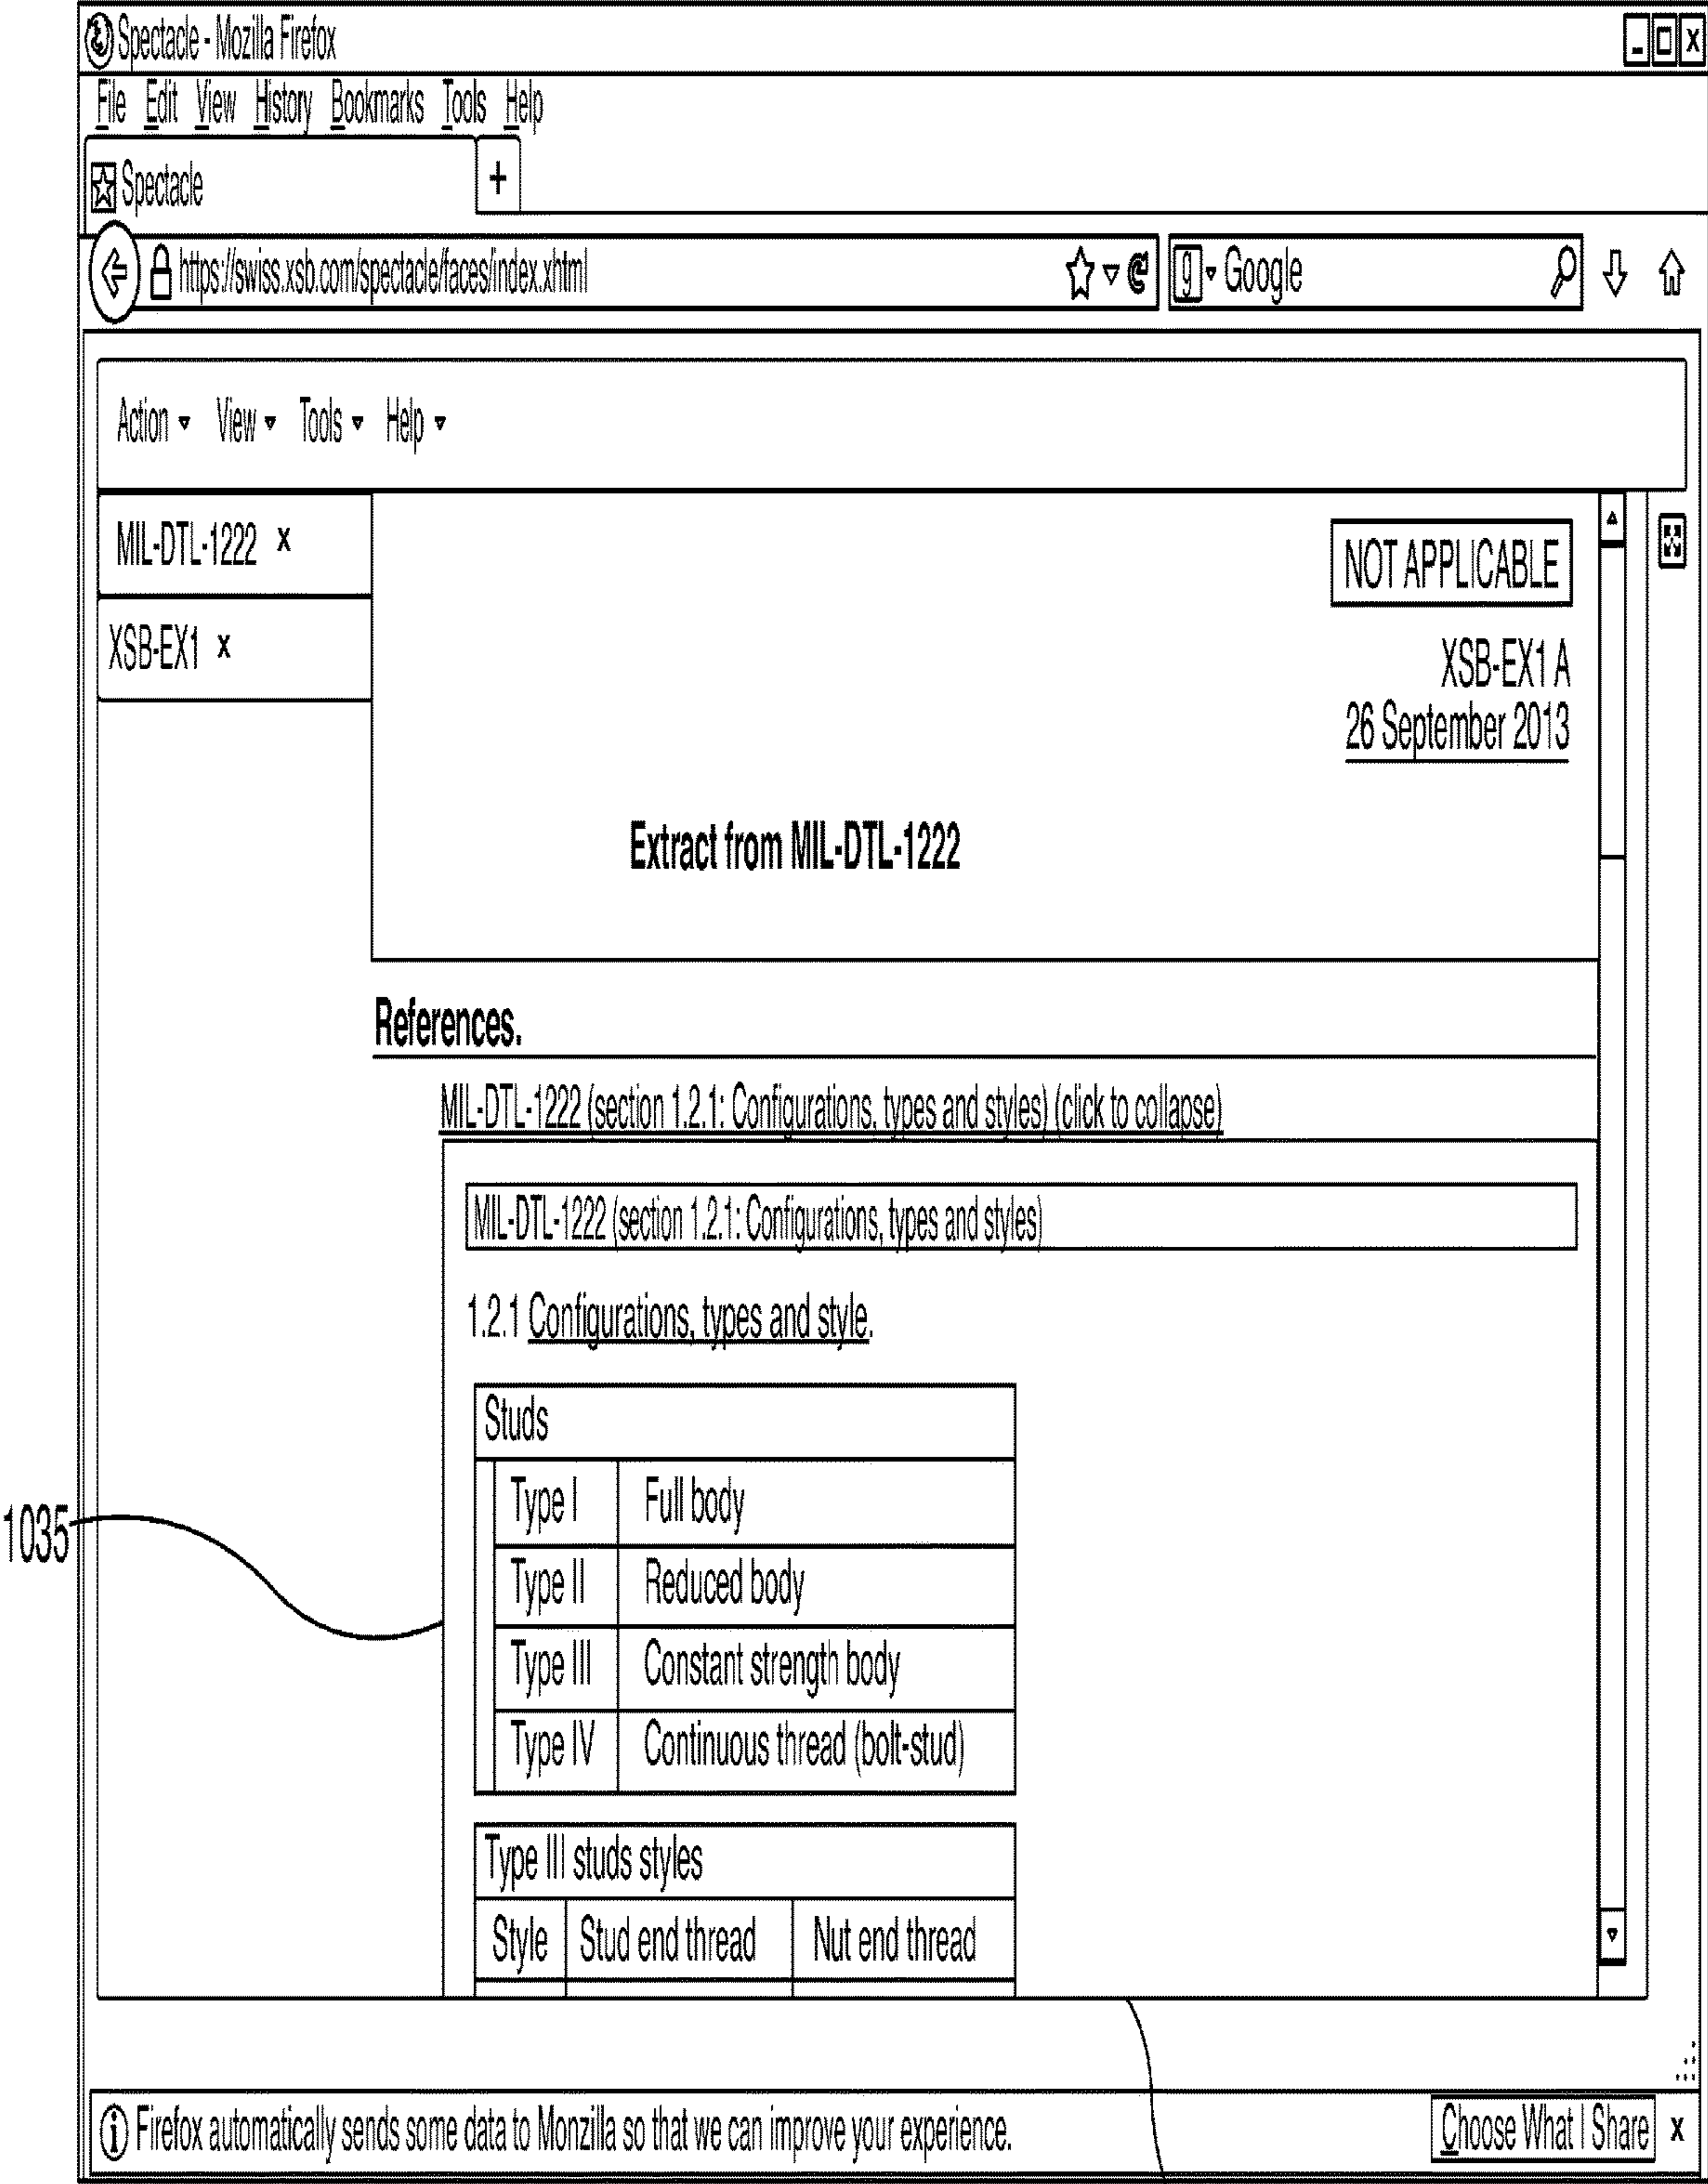 Spectacle - Mozilla Firefox
File Edit View History Bookmarks Tools Help
Spectacle +
https://swiss.xsb.com/spectacle/faces/index.xhtml g Google
Action View Tools Help
MIL-DTL-1222 x
NOT APPLICABLE
XSB-EX1 x
XSB-EX1 A
26 September 2013
Extract from MIL-DTL-1222
References.
MIL-DTL-1222 (section 1.2.1: Configurations, types and styles) (click to collapse)
MIL-DTL-1222 (section 1.2.1: Configurations, types and styles)
1.2.1 Configurations, types and style.
Studs
Type I Full body
1035
Type II Reduced body
Type III Constant strength body
Type IV Continuous thread (bolt-stud)
Type III studs styles
Style Stud end thread Nut end thread
Firefox automatically sends some data to Monzilla so that we can improve your experience. Choose What I Share x